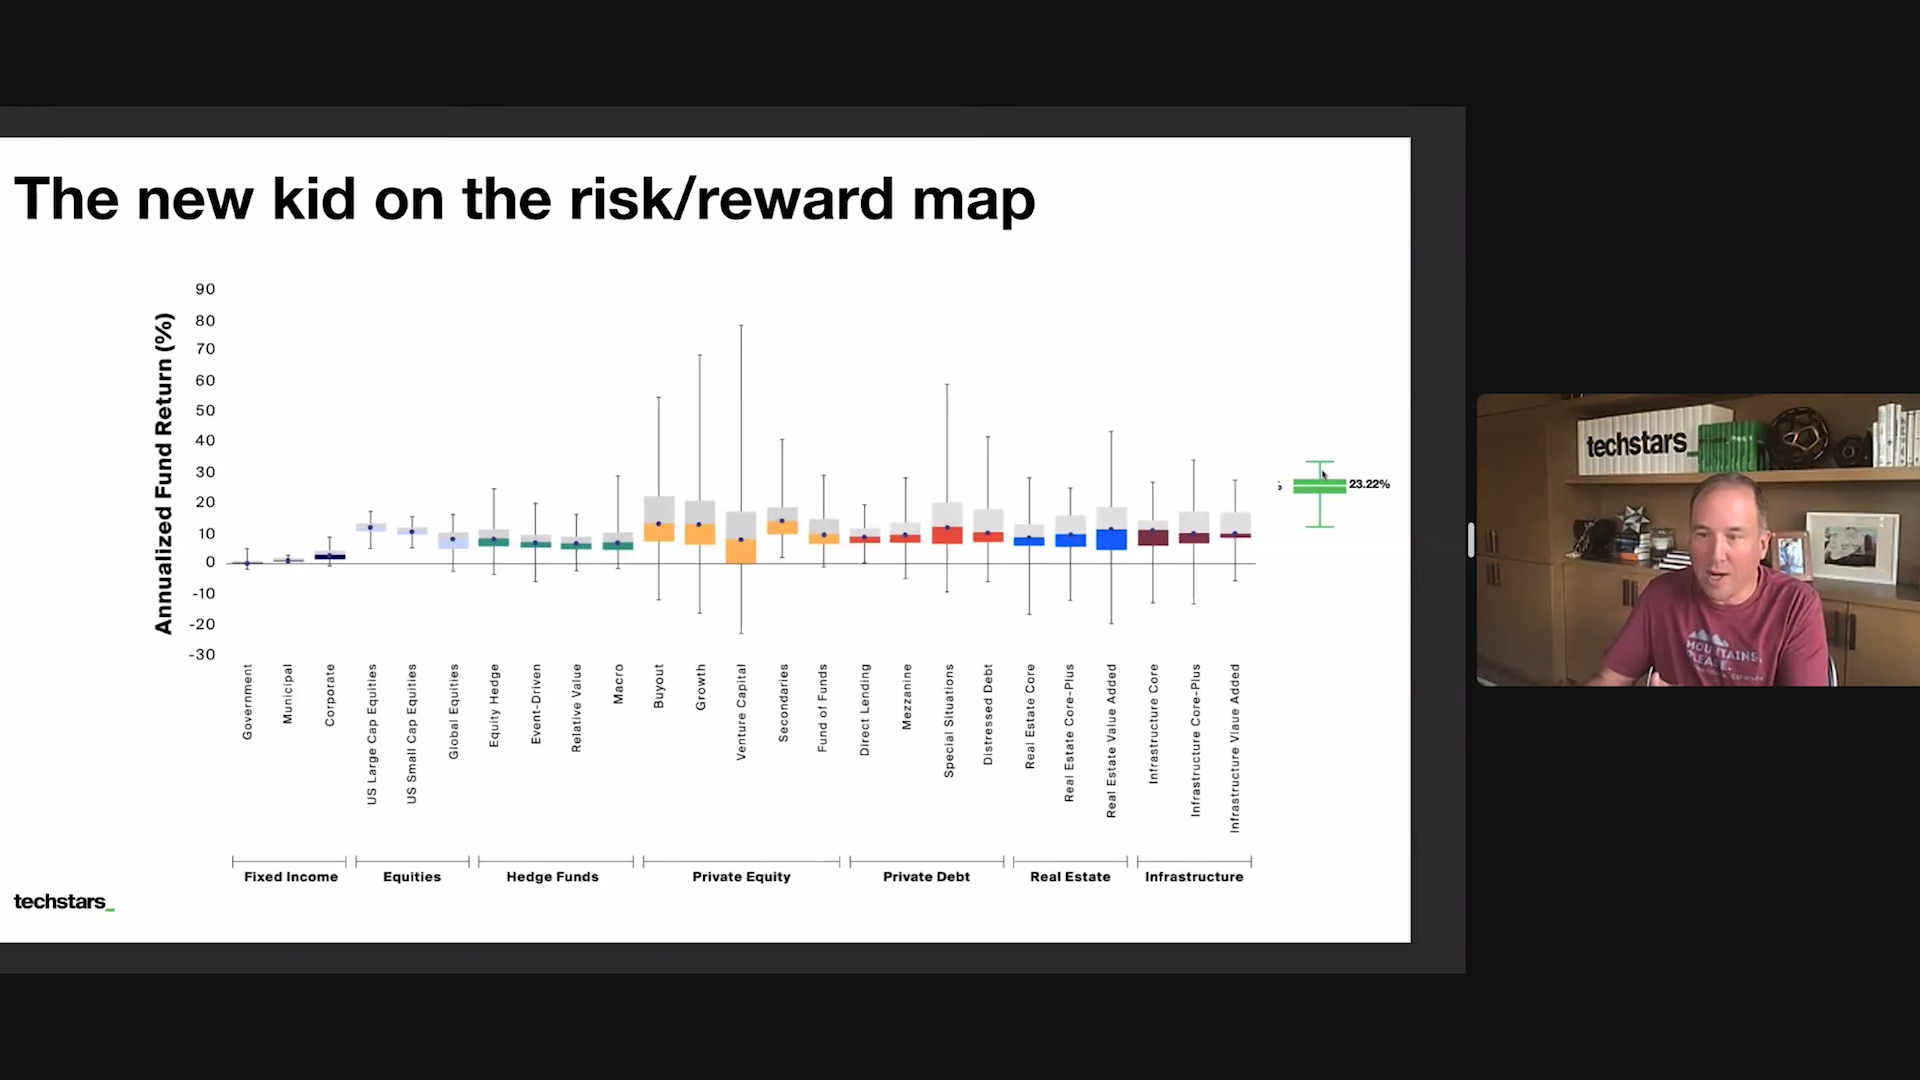 The new kid on the risk/reward map
Annualized Fund Return (%)
90
80
70
60
50
40
30
20
10
0
-10
-20
-30
23.22%
Government
Municipal
Corporate
US Large Cap Equities
US Small Cap Equities
Global Equities
Equity Hedge
Event-Driven
Relative Value
Macro
Buyout
Growth
Venture Capital
Secondaries
Fund of Funds
Direct Lending
Mezzanine
Special Situations
Distressed Debt
Real Estate Core
Real Estate Core-Plus
Real Estate Value Added
Infrastructure Core
Infrastructure Core-Plus
Infrastructure Vlaue Added
Fixed Income
Equities
Hedge Funds
Private Equity
Private Debt
Real Estate
Infrastructure
techstars_
techstars_
MOUNTAINS,
PLEASE.